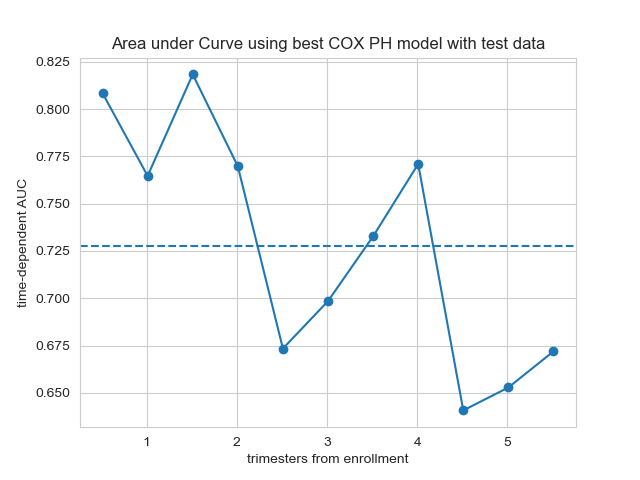 Area under Curve using best COX PH model with test data
0.825
0.800
0.775
0.750
0.725
0.700
0.675
0.650
time-dependent AUC
1 2 3 4 5
trimesters from enrollment